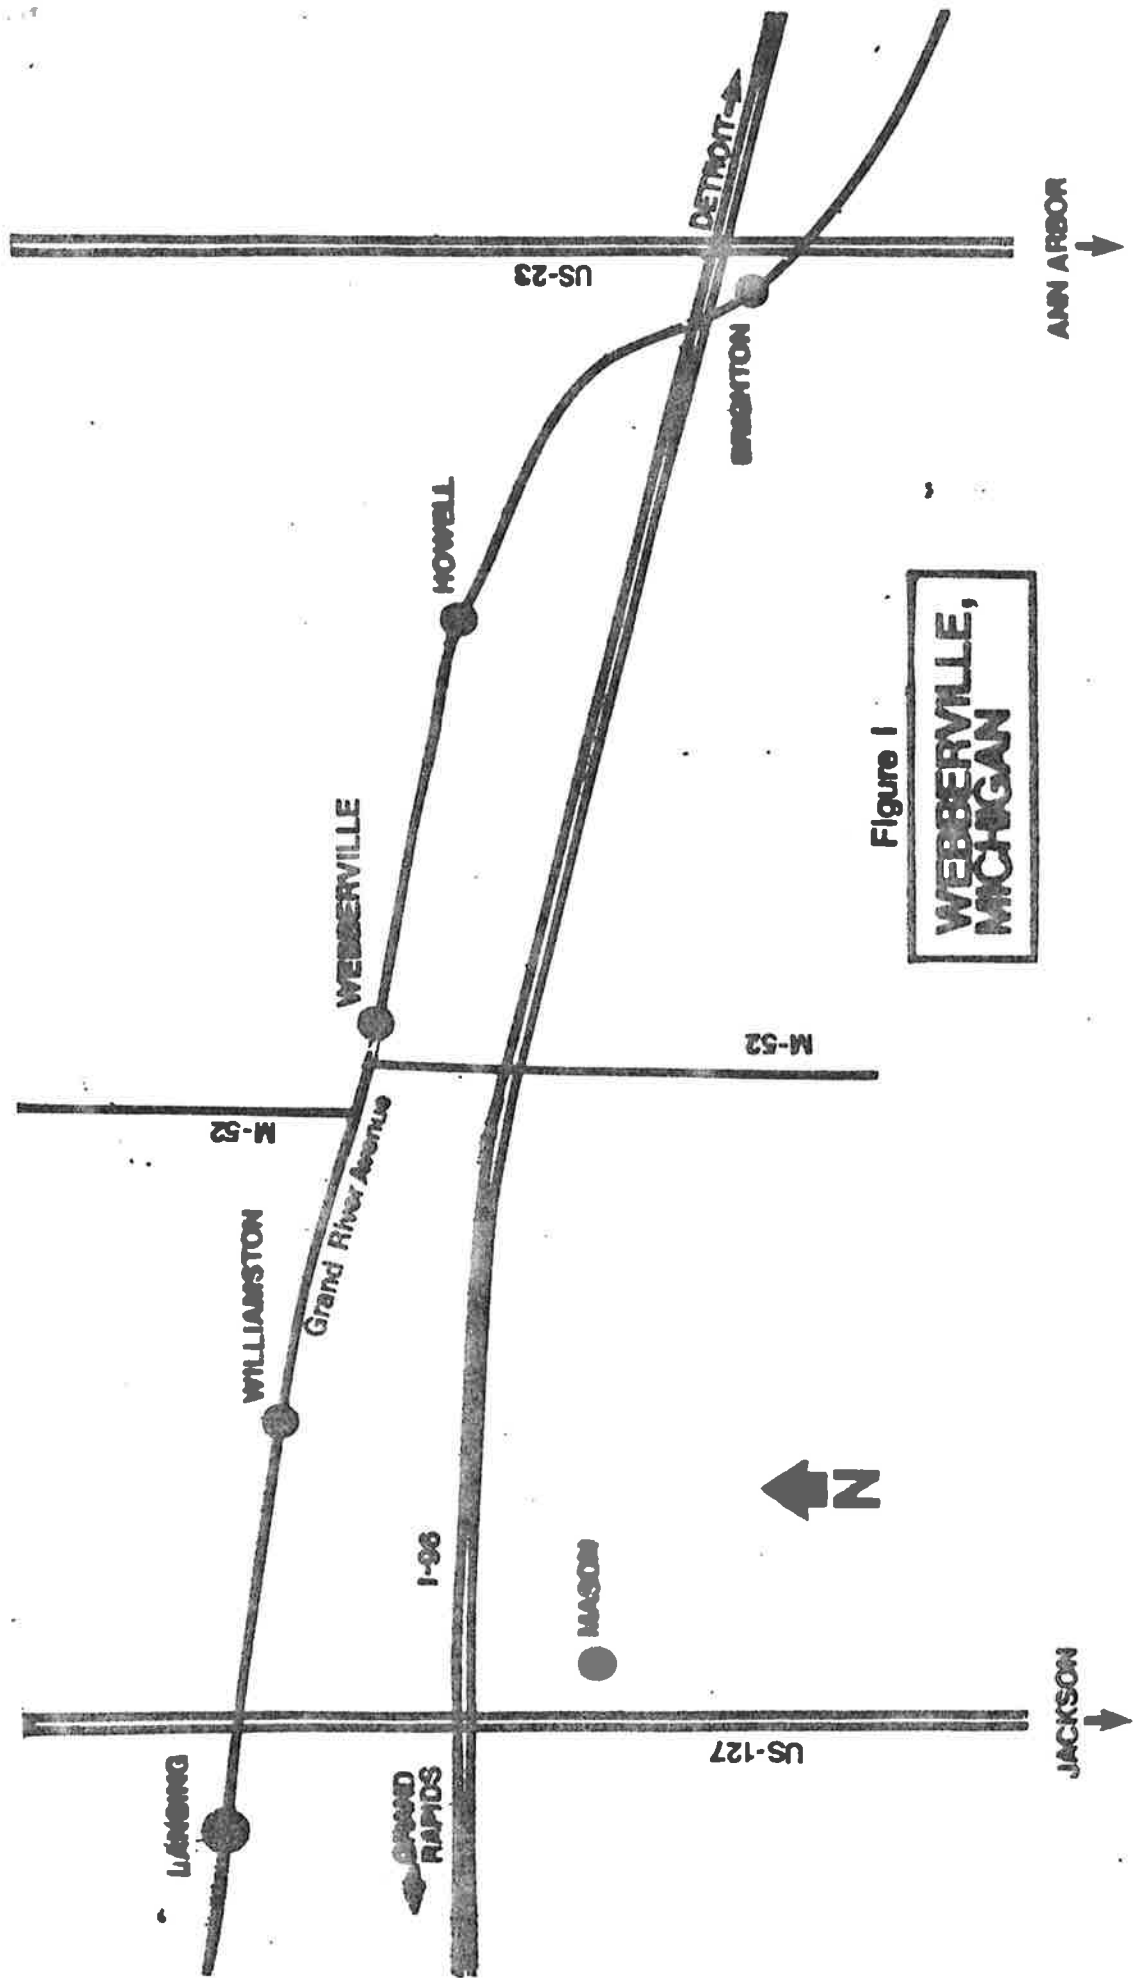 LANSING
GRAND
RAPIDS
I-96
US-127
JACKSON
MASON
N
WILLIAMSTON
Grand River Avenue
M-52
WEBBERVILLE
M-52
HOWELL
BRIGHTON
US-23
DETROIT
ANN ARBOR
Figure I
WEBBERVILLE,
MICHIGAN